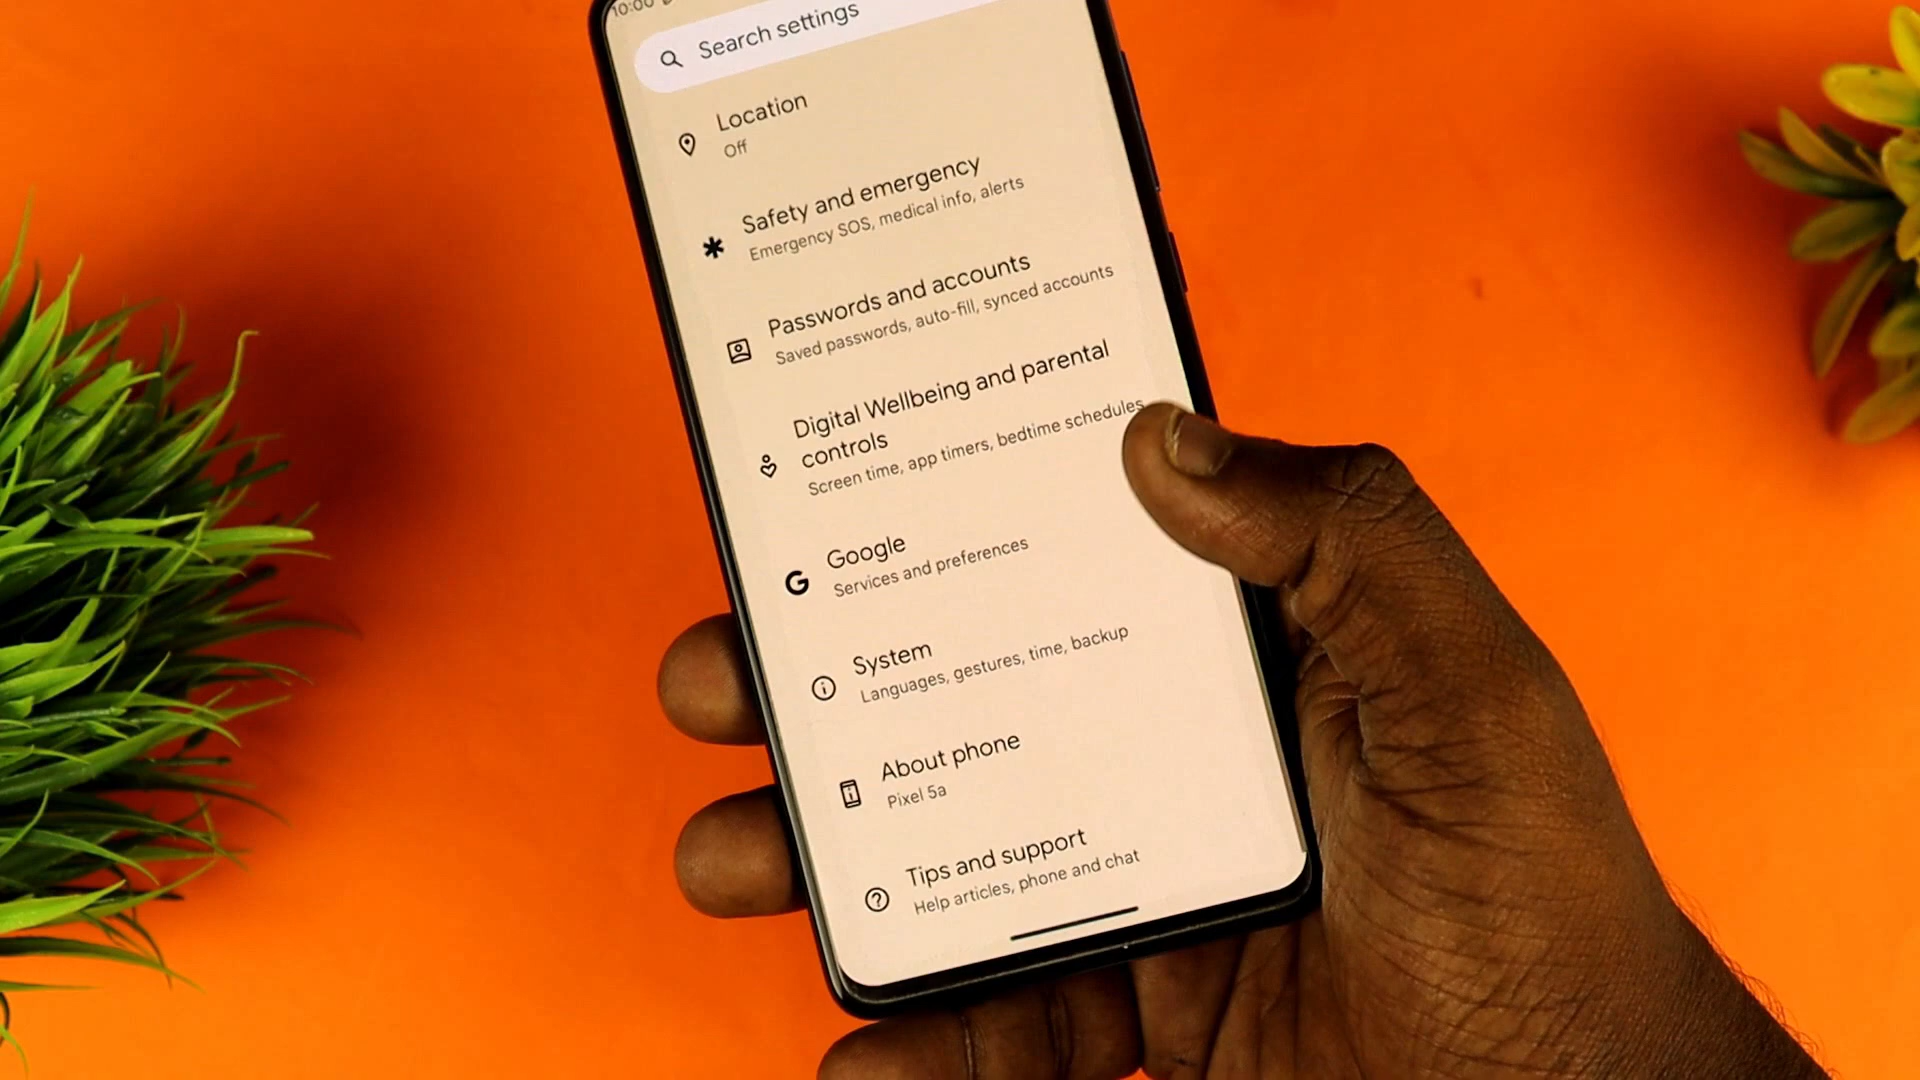 10:00
Search settings
Location
Off
Safety and emergency
Emergency SOS, medical info, alerts
Passwords and accounts
Saved passwords, auto-fill, synced accounts
Digital Wellbeing and parental
controls
Screen time, app timers, bedtime schedules
Google
Services and preferences
System
Languages, gestures, time, backup
About phone
Pixel 5a
Tips and support
Help articles, phone and chat